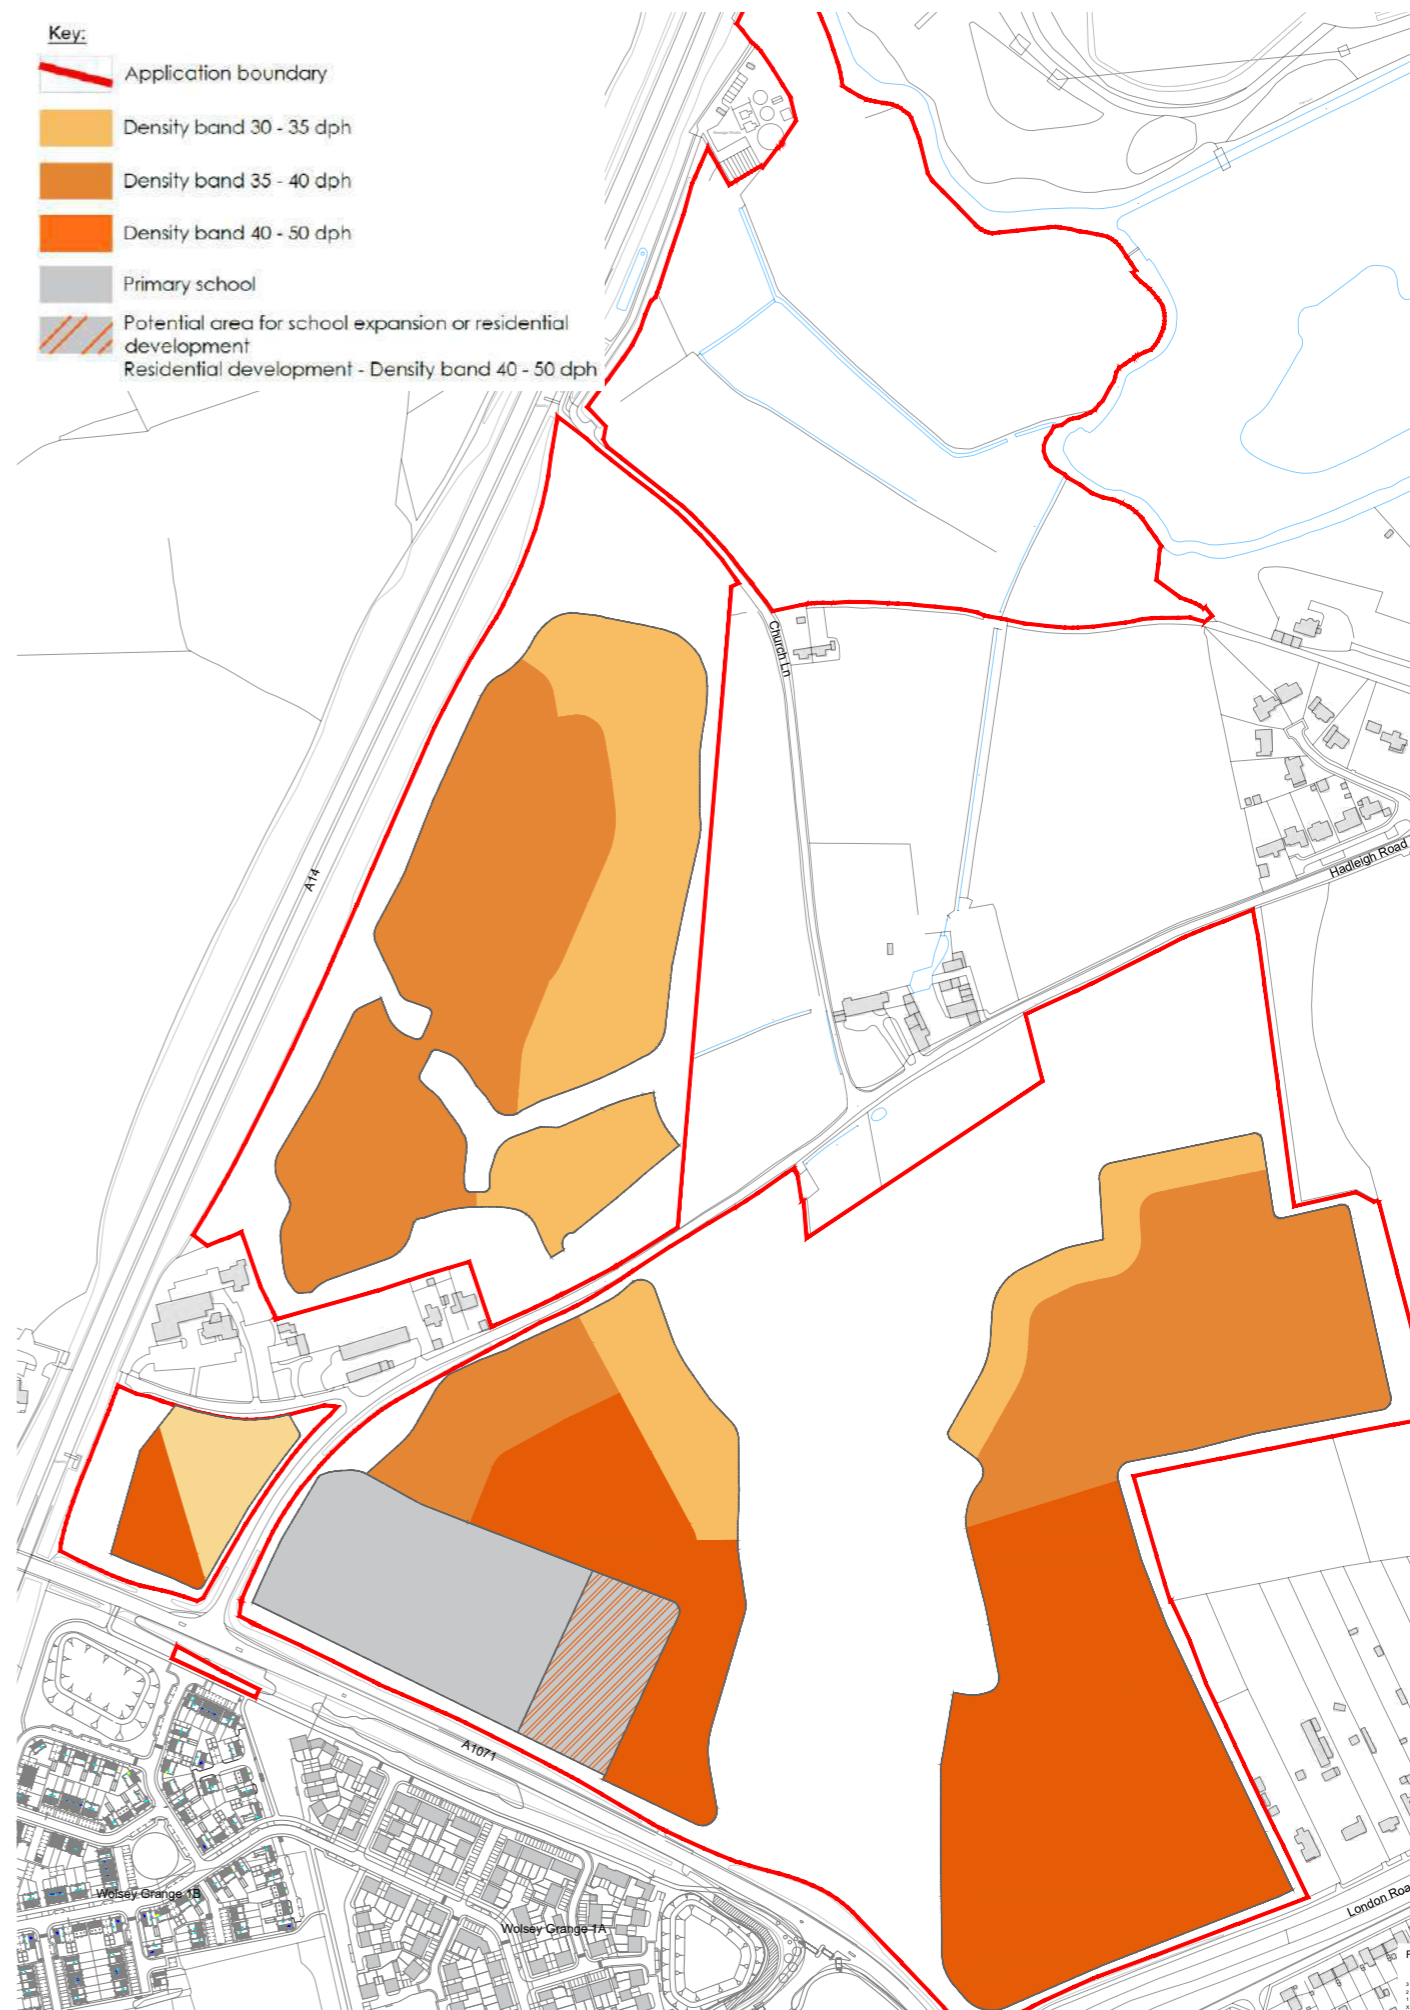 Key:
Application boundary
Density band 30 - 35 dph
Density band 35 - 40 dph
Density band 40 - 50 dph
Primary school
Potential area for school expansion or residential
development
Residential development - Density band 40 - 50 dph
Church Ln
A14
Hadleigh Road
A1071
Wolsey Grange 1B
Wolsey Grange 1A
London Roa